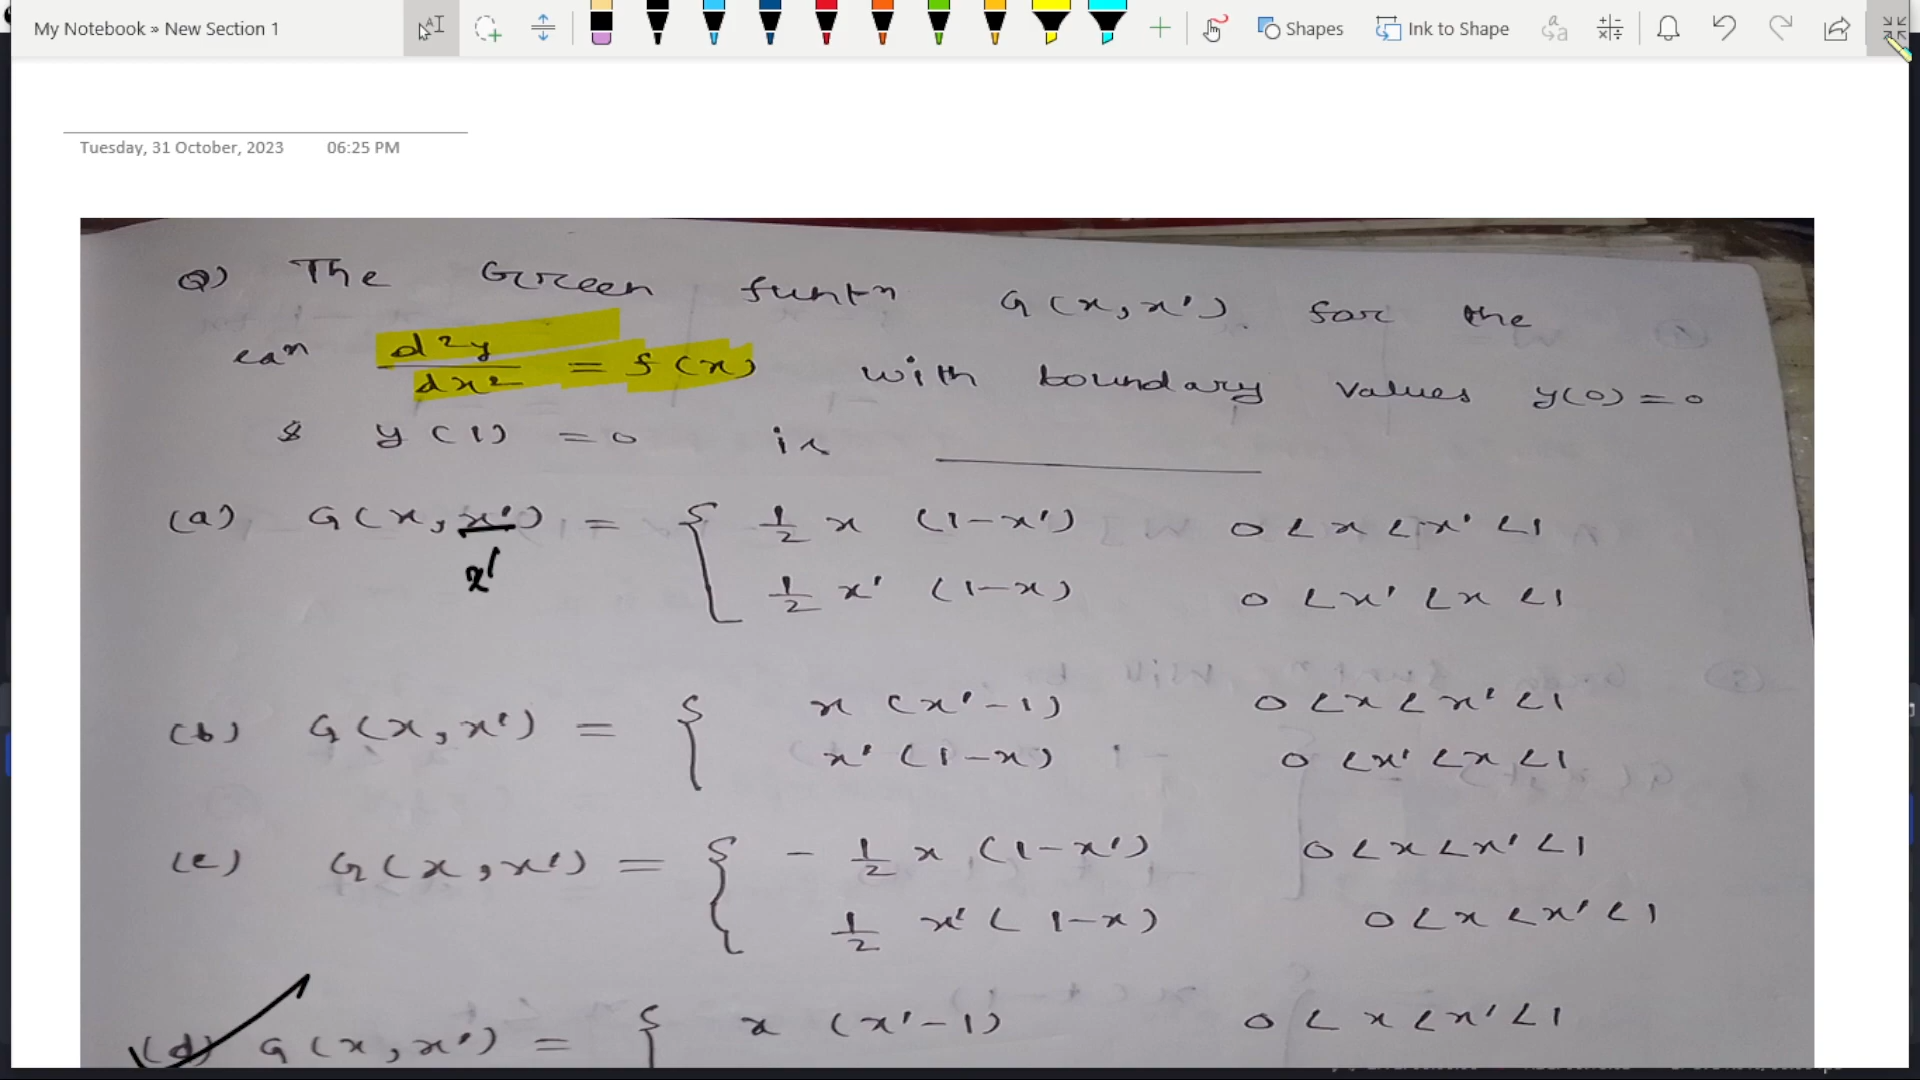 My Notebook » New Section 1
Shapes
Ink to Shape
Tuesday, 31 October, 2023 06:25 PM
Q) The Green funtⁿ G(x,x') for the
eqⁿ d²y/dx² = f(x) with boundary values y(0)=0
& y(1) =0 is ______
(a) G(x,x') = { 1/2 x (1-x') 0<x<x'<1
x'
1/2 x' (1-x) 0<x'<x<1
(b) G(x,x') = { x (x'-1) 0<x<x'<1
x' (1-x) 0<x'<x<1
(c) G(x,x') = { - 1/2 x (1-x') 0<x<x'<1
1/2 x' (1-x) 0<x<x'<1
(d) G(x,x') = { x (x'-1) 0<x<x'<1